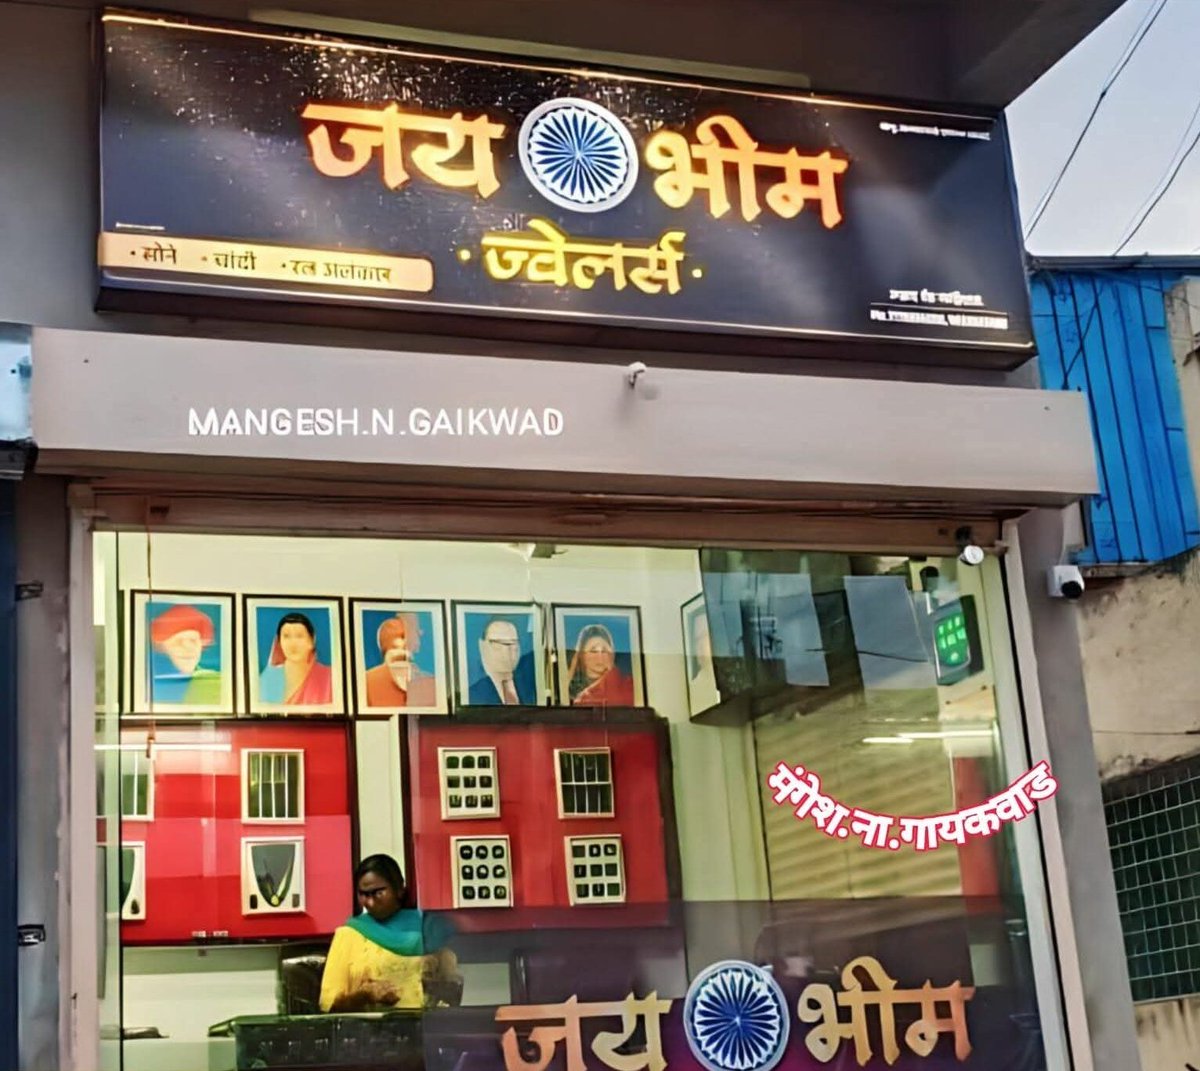 जय भीम
ज्वेलर्स
• सोने • चांदी • रत्न अलंकार
MANGESH.N.GAIKWAD
मंगेश.ना.गायकवाड
जय भीम